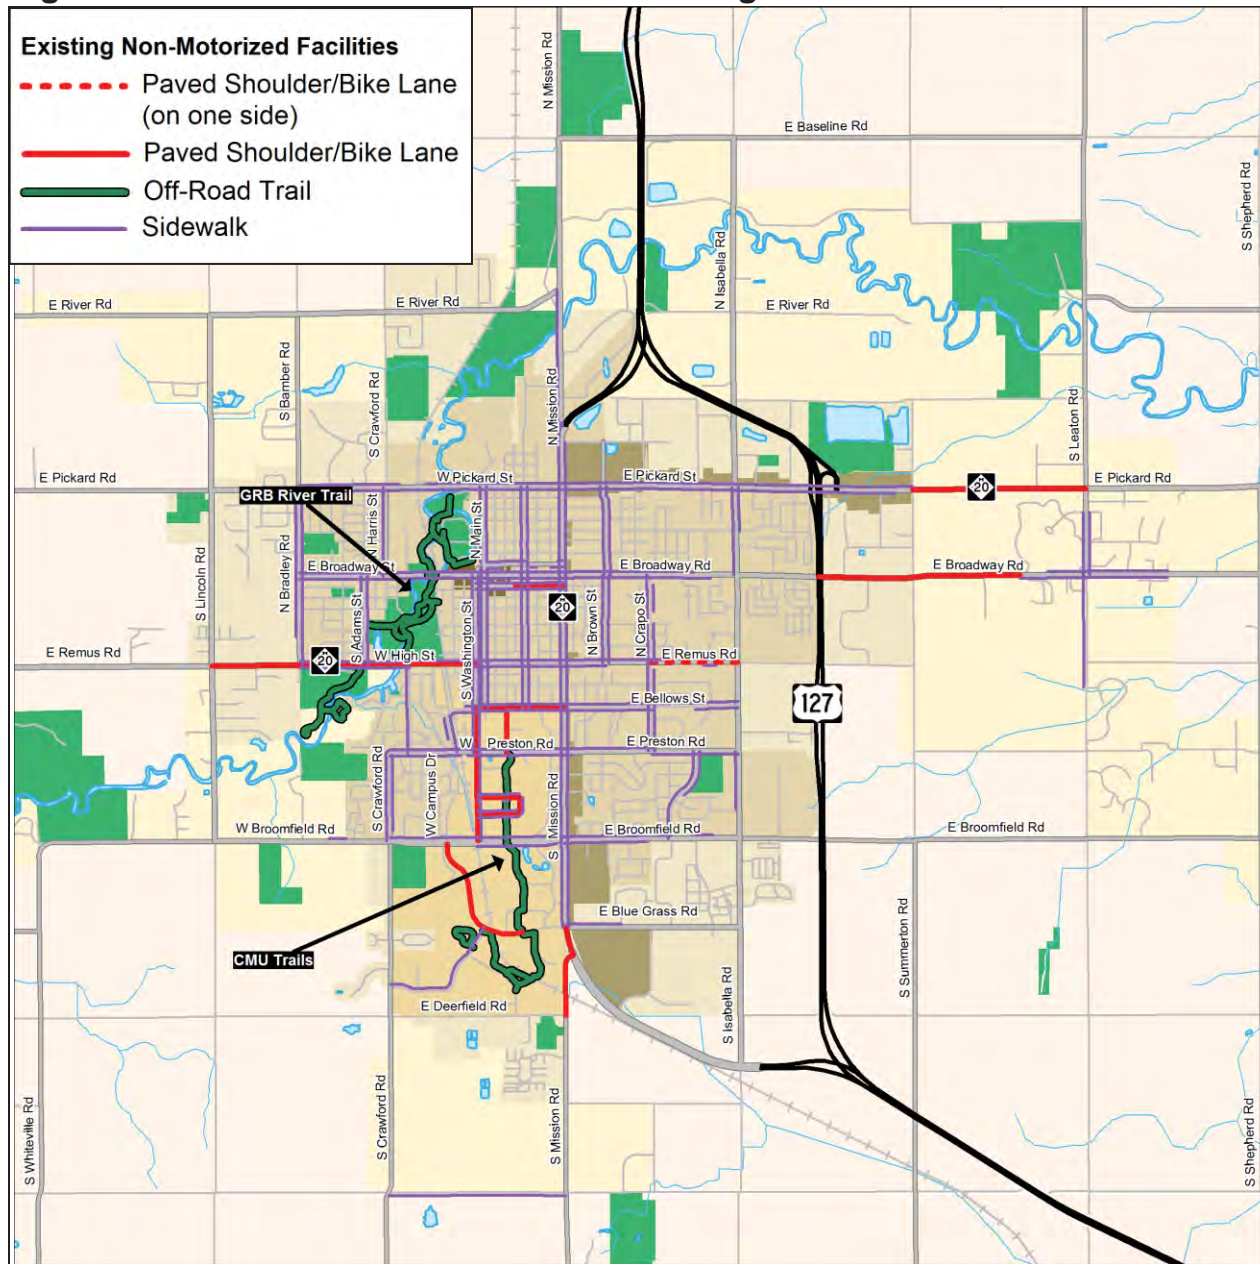 Existing Non-Motorized Facilities
Paved Shoulder/Bike Lane
(on one side)
Paved Shoulder/Bike Lane
Off-Road Trail
Sidewalk
N Mission Rd
E Baseline Rd
S Shepherd Rd
N Isabella Rd
E River Rd
E River Rd
E River Rd
S Bamber Rd
S Crawford Rd
N Mission Rd
S Leaton Rd
E Pickard Rd
W Pickard St
E Pickard St
20
E Pickard Rd
GRB River Trail
N Harris St
N Main St
S Lincoln Rd
N Bradley Rd
E Broadway St
E Broadway Rd
E Broadway Rd
S Adams St
S Washington St
20
N Brown St
N Crapo St
E Remus Rd
20
W High St
E Remus Rd
E Bellows St
127
W Preston Rd
E Preston Rd
S Crawford Rd
W Campus Dr
S Mission Rd
W Broomfield Rd
E Broomfield Rd
E Broomfield Rd
E Blue Grass Rd
CMU Trails
S Summerton Rd
E Deerfield Rd
S Isabella Rd
S Whiteville Rd
S Crawford Rd
S Mission Rd
S Shepherd Rd